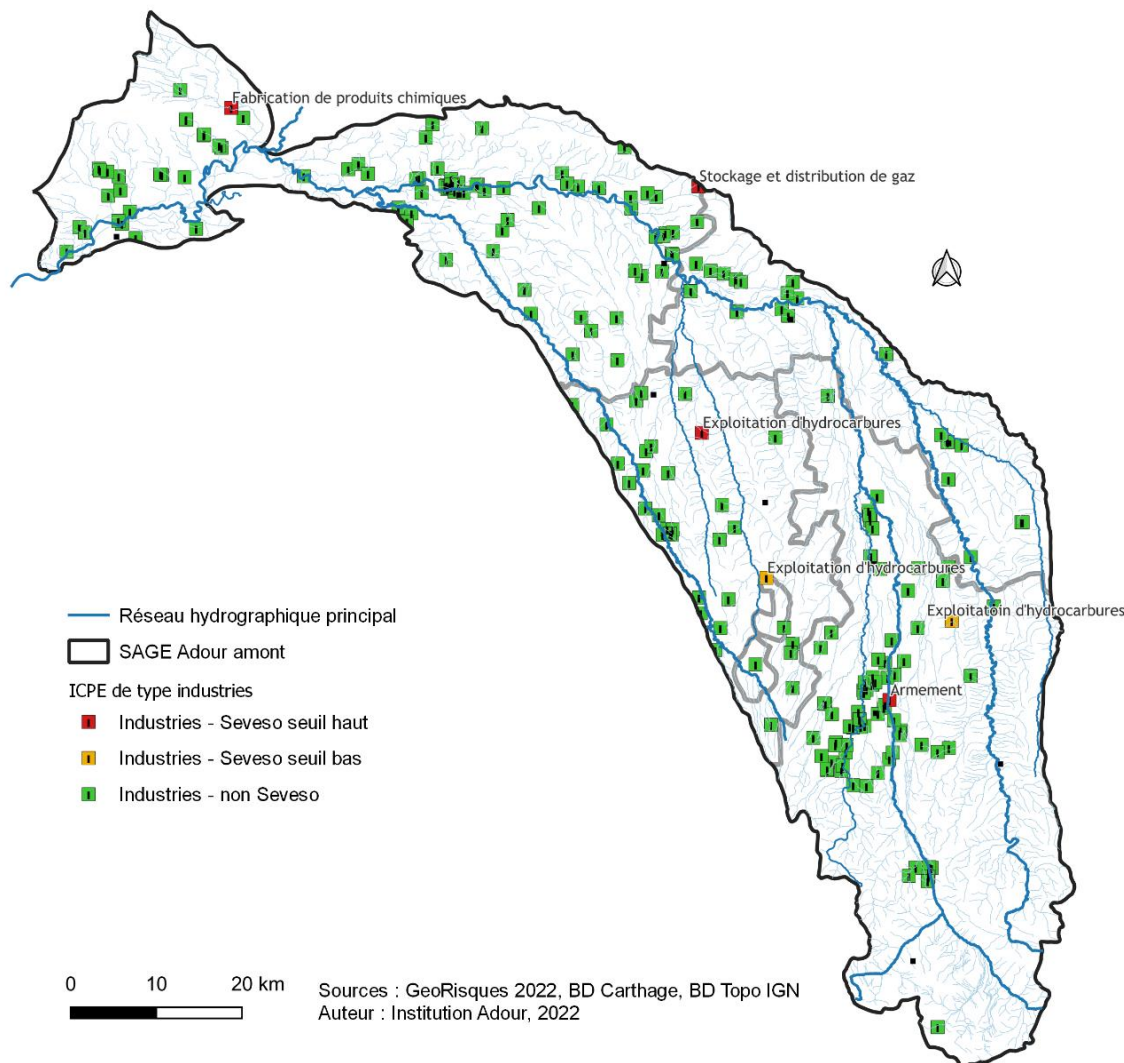 Fabrication de produits chimiques
Stockage et distribution de gaz
Exploitation d'hydrocarbures
Exploitation d'hydrocarbures
Exploitatoin d'hydrocarbures
Armement
Réseau hydrographique principal
SAGE Adour amont
ICPE de type industries
Industries - Seveso seuil haut
Industries - Seveso seuil bas
Industries - non Seveso
0 10 20 km
Sources : GeoRisques 2022, BD Carthage, BD Topo IGN
Auteur : Institution Adour, 2022